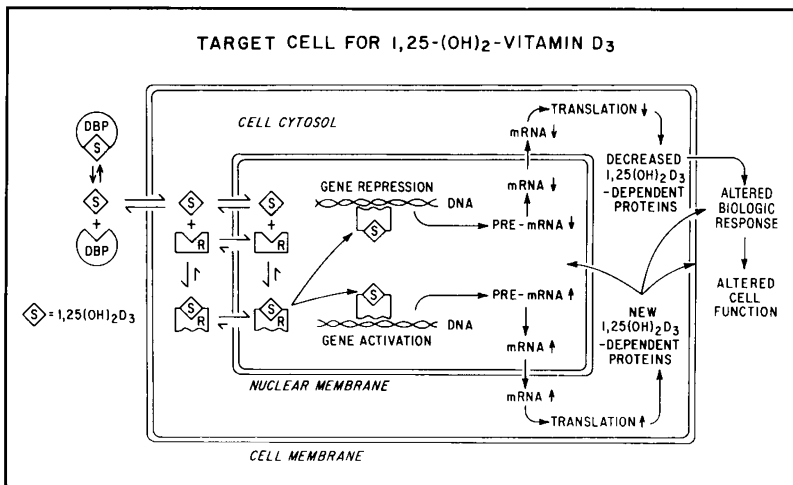 TARGET CELL FOR 1,25-(OH)2-VITAMIN D3
CELL CYTOSOL
DBP
S
S
+
DBP
S
+
R
S
R
S
+
R
S
R
S = 1,25(OH)2D3
GENE REPRESSION
DNA
S
S
DNA
GENE ACTIVATION
NUCLEAR MEMBRANE
CELL MEMBRANE
PRE-mRNA ↓
mRNA ↓
mRNA ↓
TRANSLATION ↓
DECREASED
1,25(OH)2D3
-DEPENDENT
PROTEINS
PRE-mRNA ↑
mRNA ↑
mRNA ↑
TRANSLATION ↑
NEW
1,25(OH)2D3
-DEPENDENT
PROTEINS
ALTERED
BIOLOGIC
RESPONSE
ALTERED
CELL
FUNCTION